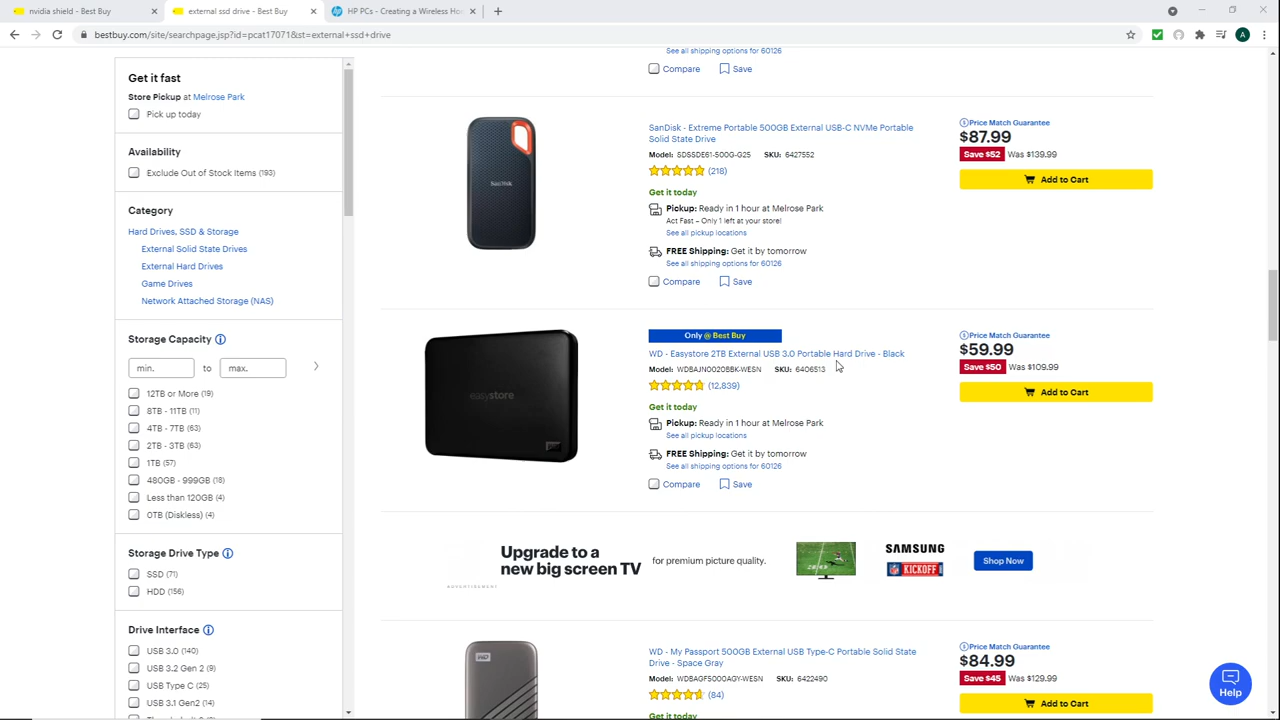 nvidia shield - Best Buy
external ssd drive - Best Buy
HP PCs - Creating a Wireless Ho
bestbuy.com/site/searchpage.jsp?id=pcat17071&st=external+ssd+drive
A
Get it fast
Store Pickup at Melrose Park
Pick up today
Availability
Exclude Out of Stock Items (193)
Category
Hard Drives, SSD & Storage
External Solid State Drives
External Hard Drives
Game Drives
Network Attached Storage (NAS)
Storage Capacity
min. to max.
12TB or More (19)
8TB - 11TB (11)
4TB - 7TB (63)
2TB - 3TB (63)
1TB (57)
480GB - 999GB (18)
Less than 120GB (4)
0TB (Diskless) (4)
Storage Drive Type
SSD (71)
HDD (156)
Drive Interface
USB 3.0 (140)
USB 3.2 Gen 2 (9)
USB Type C (25)
USB 3.1 Gen2 (14)
See all shipping options for 60126
Compare Save
SanDisk
SanDisk - Extreme Portable 500GB External USB-C NVMe Portable
Solid State Drive
Model: SDSSDE61-500G-G25 SKU: 6427552
(218)
Get it today
Pickup: Ready in 1 hour at Melrose Park
Act Fast – Only 1 left at your store!
See all pickup locations
FREE Shipping: Get it by tomorrow
See all shipping options for 60126
Compare Save
Price Match Guarantee
$87.99
Save $52 Was $139.99
Add to Cart
easystore
WD
Only @ Best Buy
WD - Easystore 2TB External USB 3.0 Portable Hard Drive - Black
Model: WDBAJN0020BBK-WESN SKU: 6406513
(12,839)
Get it today
Pickup: Ready in 1 hour at Melrose Park
See all pickup locations
FREE Shipping: Get it by tomorrow
See all shipping options for 60126
Compare Save
Price Match Guarantee
$59.99
Save $50 Was $109.99
Add to Cart
Upgrade to a
new big screen TV
for premium picture quality.
SAMSUNG
NFL KICKOFF
Shop Now
ADVERTISEMENT
WD
WD - My Passport 500GB External USB Type-C Portable Solid State
Drive - Space Gray
Model: WDBAGF5000AGY-WESN SKU: 6422490
(84)
Get it today
Price Match Guarantee
$84.99
Save $45 Was $129.99
Add to Cart
Help